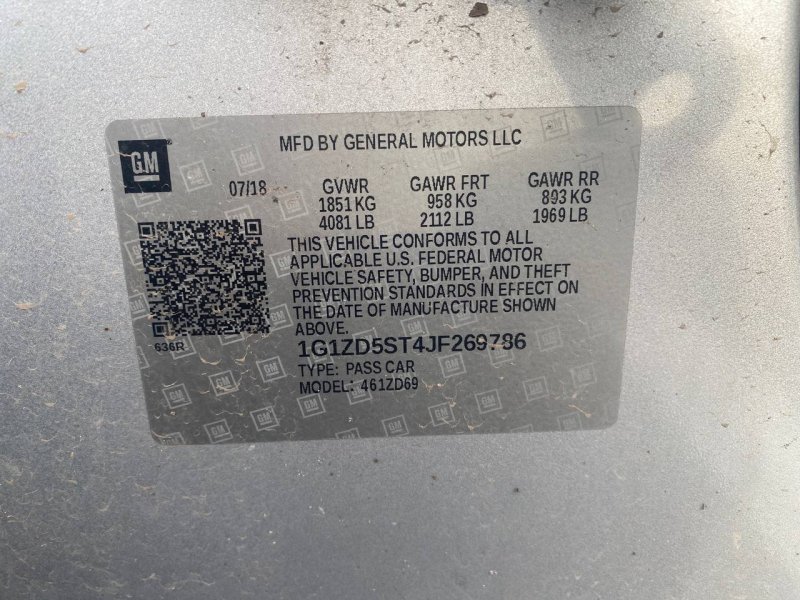 GM
MFD BY GENERAL MOTORS LLC
07/18 GVWR GAWR FRT GAWR RR
1851 KG 958 KG 893 KG
4081 LB 2112 LB 1969 LB
THIS VEHICLE CONFORMS TO ALL
APPLICABLE U.S. FEDERAL MOTOR
VEHICLE SAFETY, BUMPER, AND THEFT
PREVENTION STANDARDS IN EFFECT ON
THE DATE OF MANUFACTURE SHOWN
ABOVE.
636R
1G1ZD5ST4JF269786
TYPE: PASS CAR
MODEL: 461ZD69